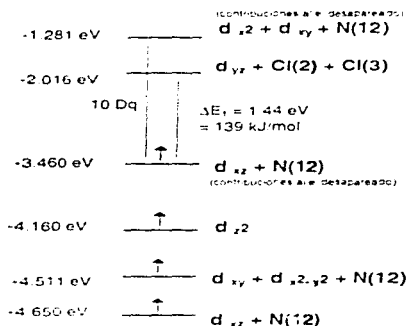 (contribuciones al e⁻ desapareado)
-1.281 eV d x2 + d xy + N(12)
-2.016 eV d yz + Cl(2) + Cl(3)
10 Dq
ΔE₁ = 1.44 eV
= 139 kJ/mol
-3.460 eV d xz + N(12)
(contribuciones al e⁻ desapareado)
-4.160 eV d z2
-4.511 eV d xy + d x2-y2 + N(12)
-4.650 eV d xz + N(12)